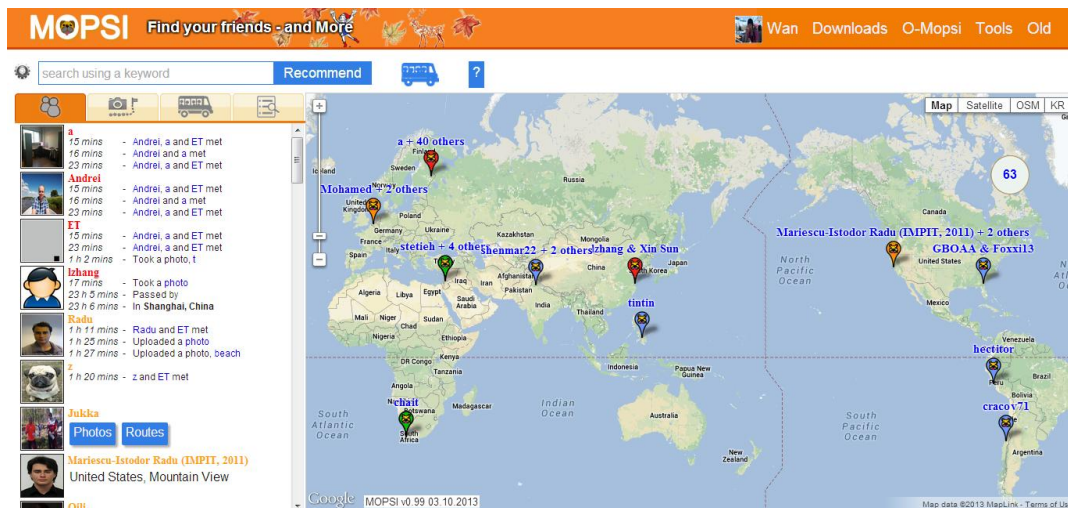 MOPSI Find your friends - and More
Wan Downloads O-Mopsi Tools Old
search using a keyword Recommend ?
a
15 mins - Andrei, a and ET met
16 mins - Andrei and a met
23 mins - Andrei, a and ET met
Andrei
15 mins - Andrei, a and ET met
16 mins - Andrei and a met
23 mins - Andrei, a and ET met
ET
15 mins - Andrei, a and ET met
23 mins - Andrei, a and ET met
1 h 2 mins - Took a photo, t
lzhang
17 mins - Took a photo
23 h 5 mins - Passed by
23 h 6 mins - In Shanghai, China
Radu
1 h 11 mins - Radu and ET met
1 h 25 mins - Uploaded a photo
1 h 27 mins - Uploaded a photo, beach
z
1 h 20 mins - z and ET met
Jukka
Photos Routes
Mariescu-Istodor Radu (IMPIT, 2011)
United States, Mountain View
Map Satellite OSM KR
a + 40 others
Sweden
Russia
63
Mohamed + 2 others
Poland
Canada
Germany
Ukraine
Kazakhstan
Mongolia
France
Italy
Spain
Mariescu-Istodor Radu (IMPIT, 2011) + 2 others
stetieh + 4 others
shenmar22 + 2 others
lzhang & Xin Sun
GBOAA & Foxxi13
Japan
North
Pacific
Ocean
United States
Afghanistan
China
South Korea
Iraq
Iran
Pakistan
Algeria
Libya
Egypt
Saudi
Arabia
India
Mexico
Mali
Niger
Chad
Sudan
Thailand
tintin
Nigeria
Ethiopia
Venezuela
hectitor
DR Congo
Kenya
Tanzania
Indonesia
Papua New
Guinea
Peru
Brazil
Angola
Bolivia
chait
Botswana
Madagascar
Indian
Ocean
Australia
cracov71
South
Atlantic
Ocean
South
Africa
South
Pacific
Ocean
Argentina
New
Zealand
Google MOPSI v0.99 03.10.2013
Map data ©2013 MapLink - Terms of Us